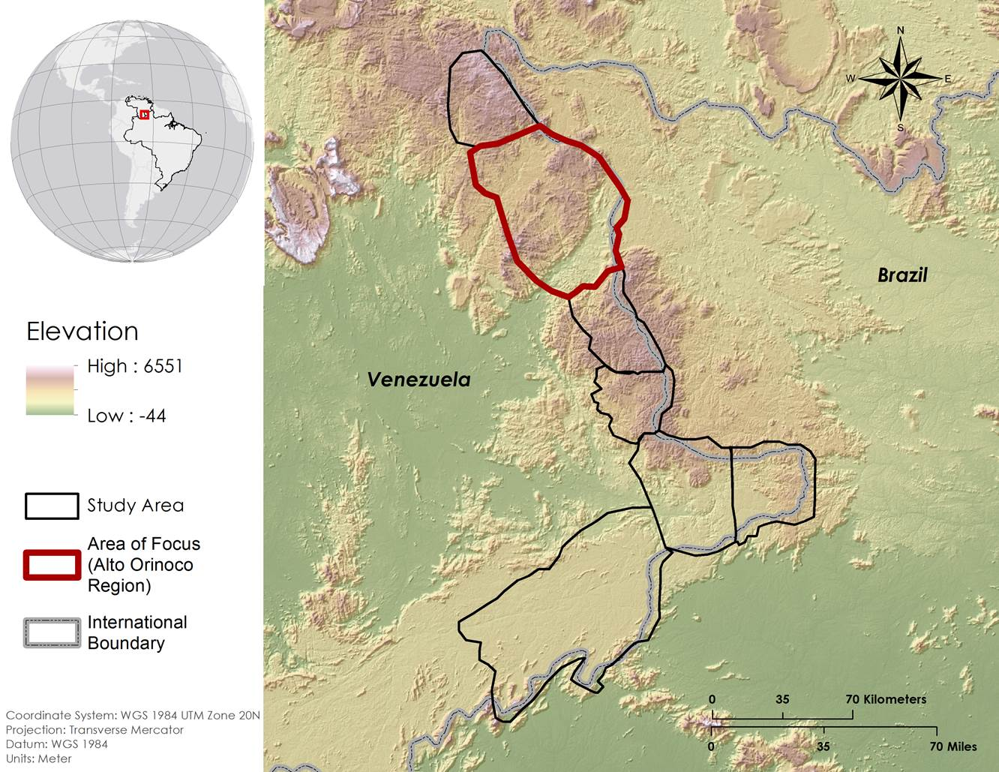 N
W
E
S
Brazil
Venezuela
Elevation
High : 6551
Low : -44
Study Area
Area of Focus
(Alto Orinoco
Region)
International
Boundary
Coordinate System: WGS 1984 UTM Zone 20N
Projection: Transverse Mercator
Datum: WGS 1984
Units: Meter
0 35 70 Kilometers
0 35 70 Miles